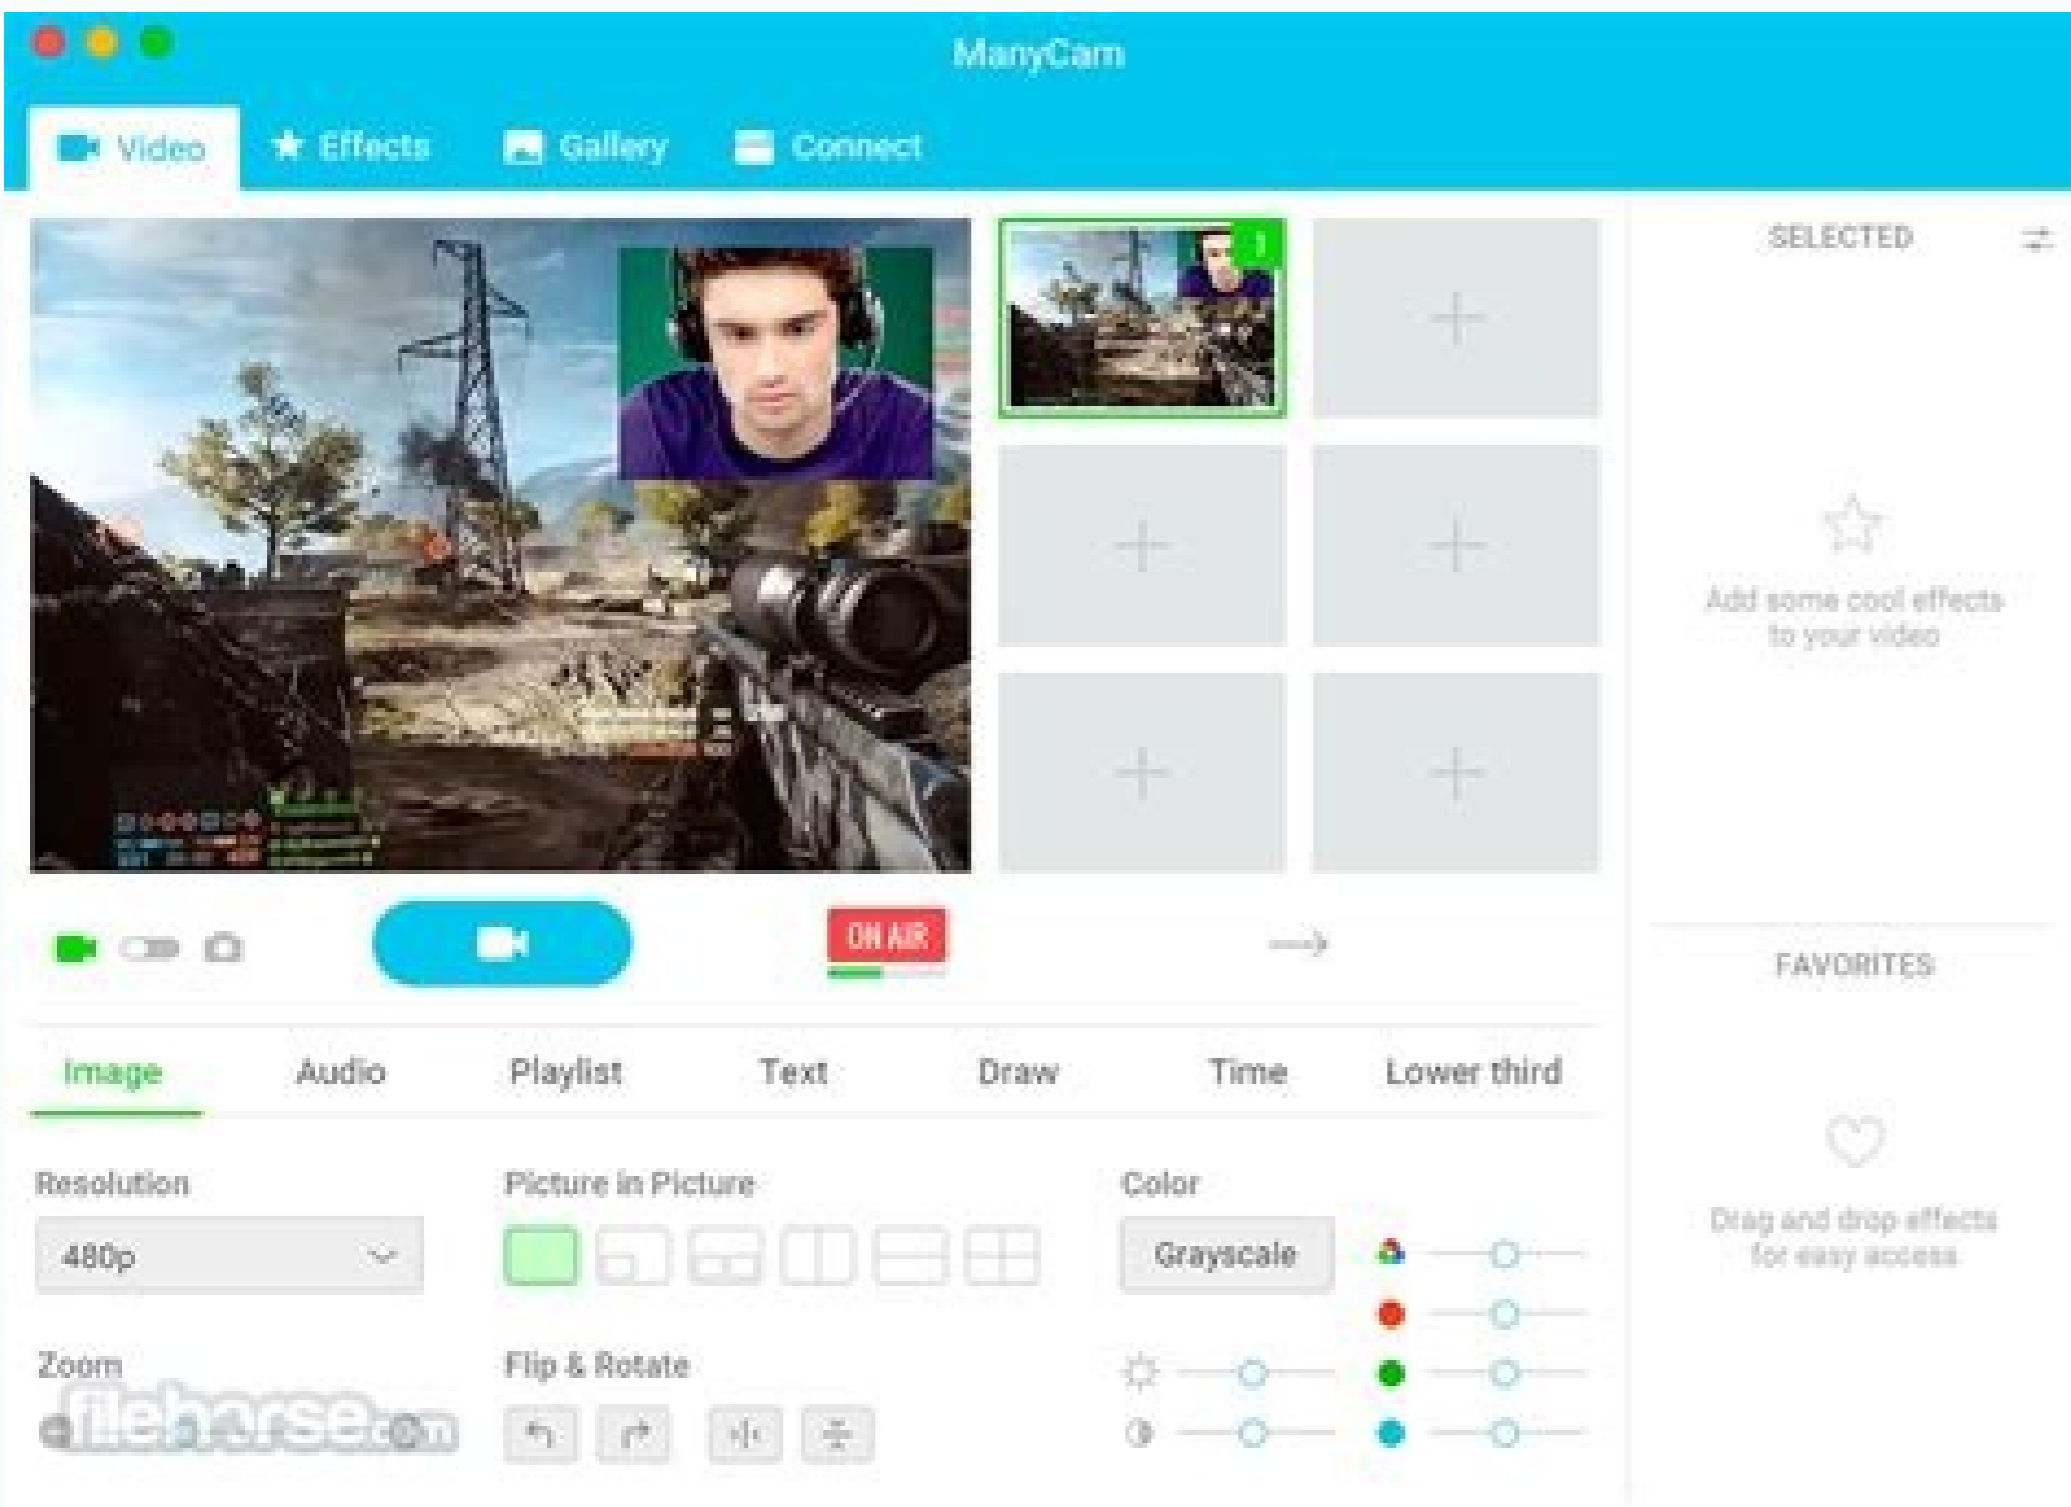 ManyCam
Video
Effects
Gallery
Connect
1
SELECTED
Add some cool effects
to your video
ON AIR
FAVORITES
Drag and drop effects
for easy access
Image
Audio
Playlist
Text
Draw
Time
Lower third
Resolution
Picture in Picture
Color
480p
Grayscale
Zoom
Flip & Rotate
filehorse.com